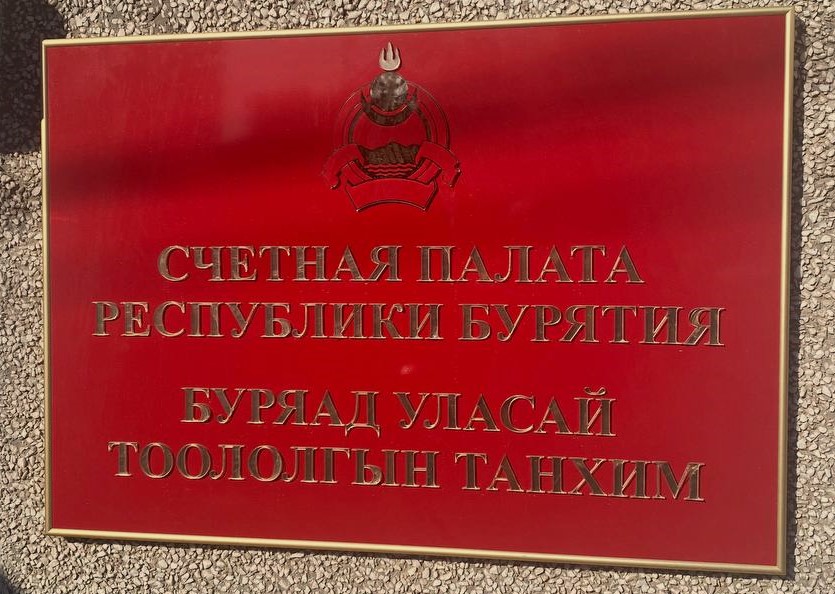 СЧЕТНАЯ ПАЛАТА
РЕСПУБЛИКИ БУРЯТИЯ
БУРЯАД УЛАСАЙ
ТООЛОЛГЫН ТАНХИМ